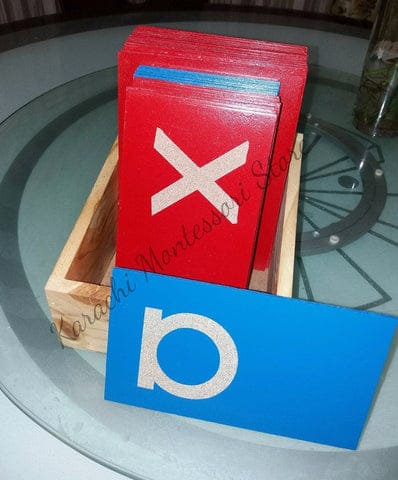 x
a
Karachi Montessori Store